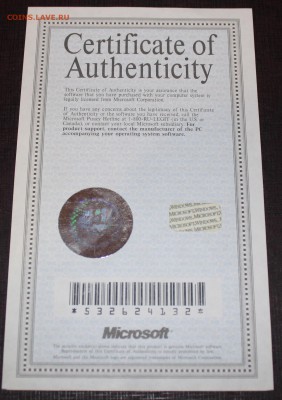 COINS.LAVE.RU
Certificate of
Authenticity
This Certificate of Authenticity is your assurance that the
software that you have purchased with your computer system is
legally licensed from Microsoft Corporation.
If you have any concerns about the legitimacy of this Certificate
of Authenticity or the software you have received, call the
Microsoft Piracy Hotline at 1-800-RU-LEGIT (in the US or
Canada) or contact your local Microsoft subsidiary. For
product support, contact the manufacturer of the PC
accompanying your operating system software.
*532624132*
Microsoft